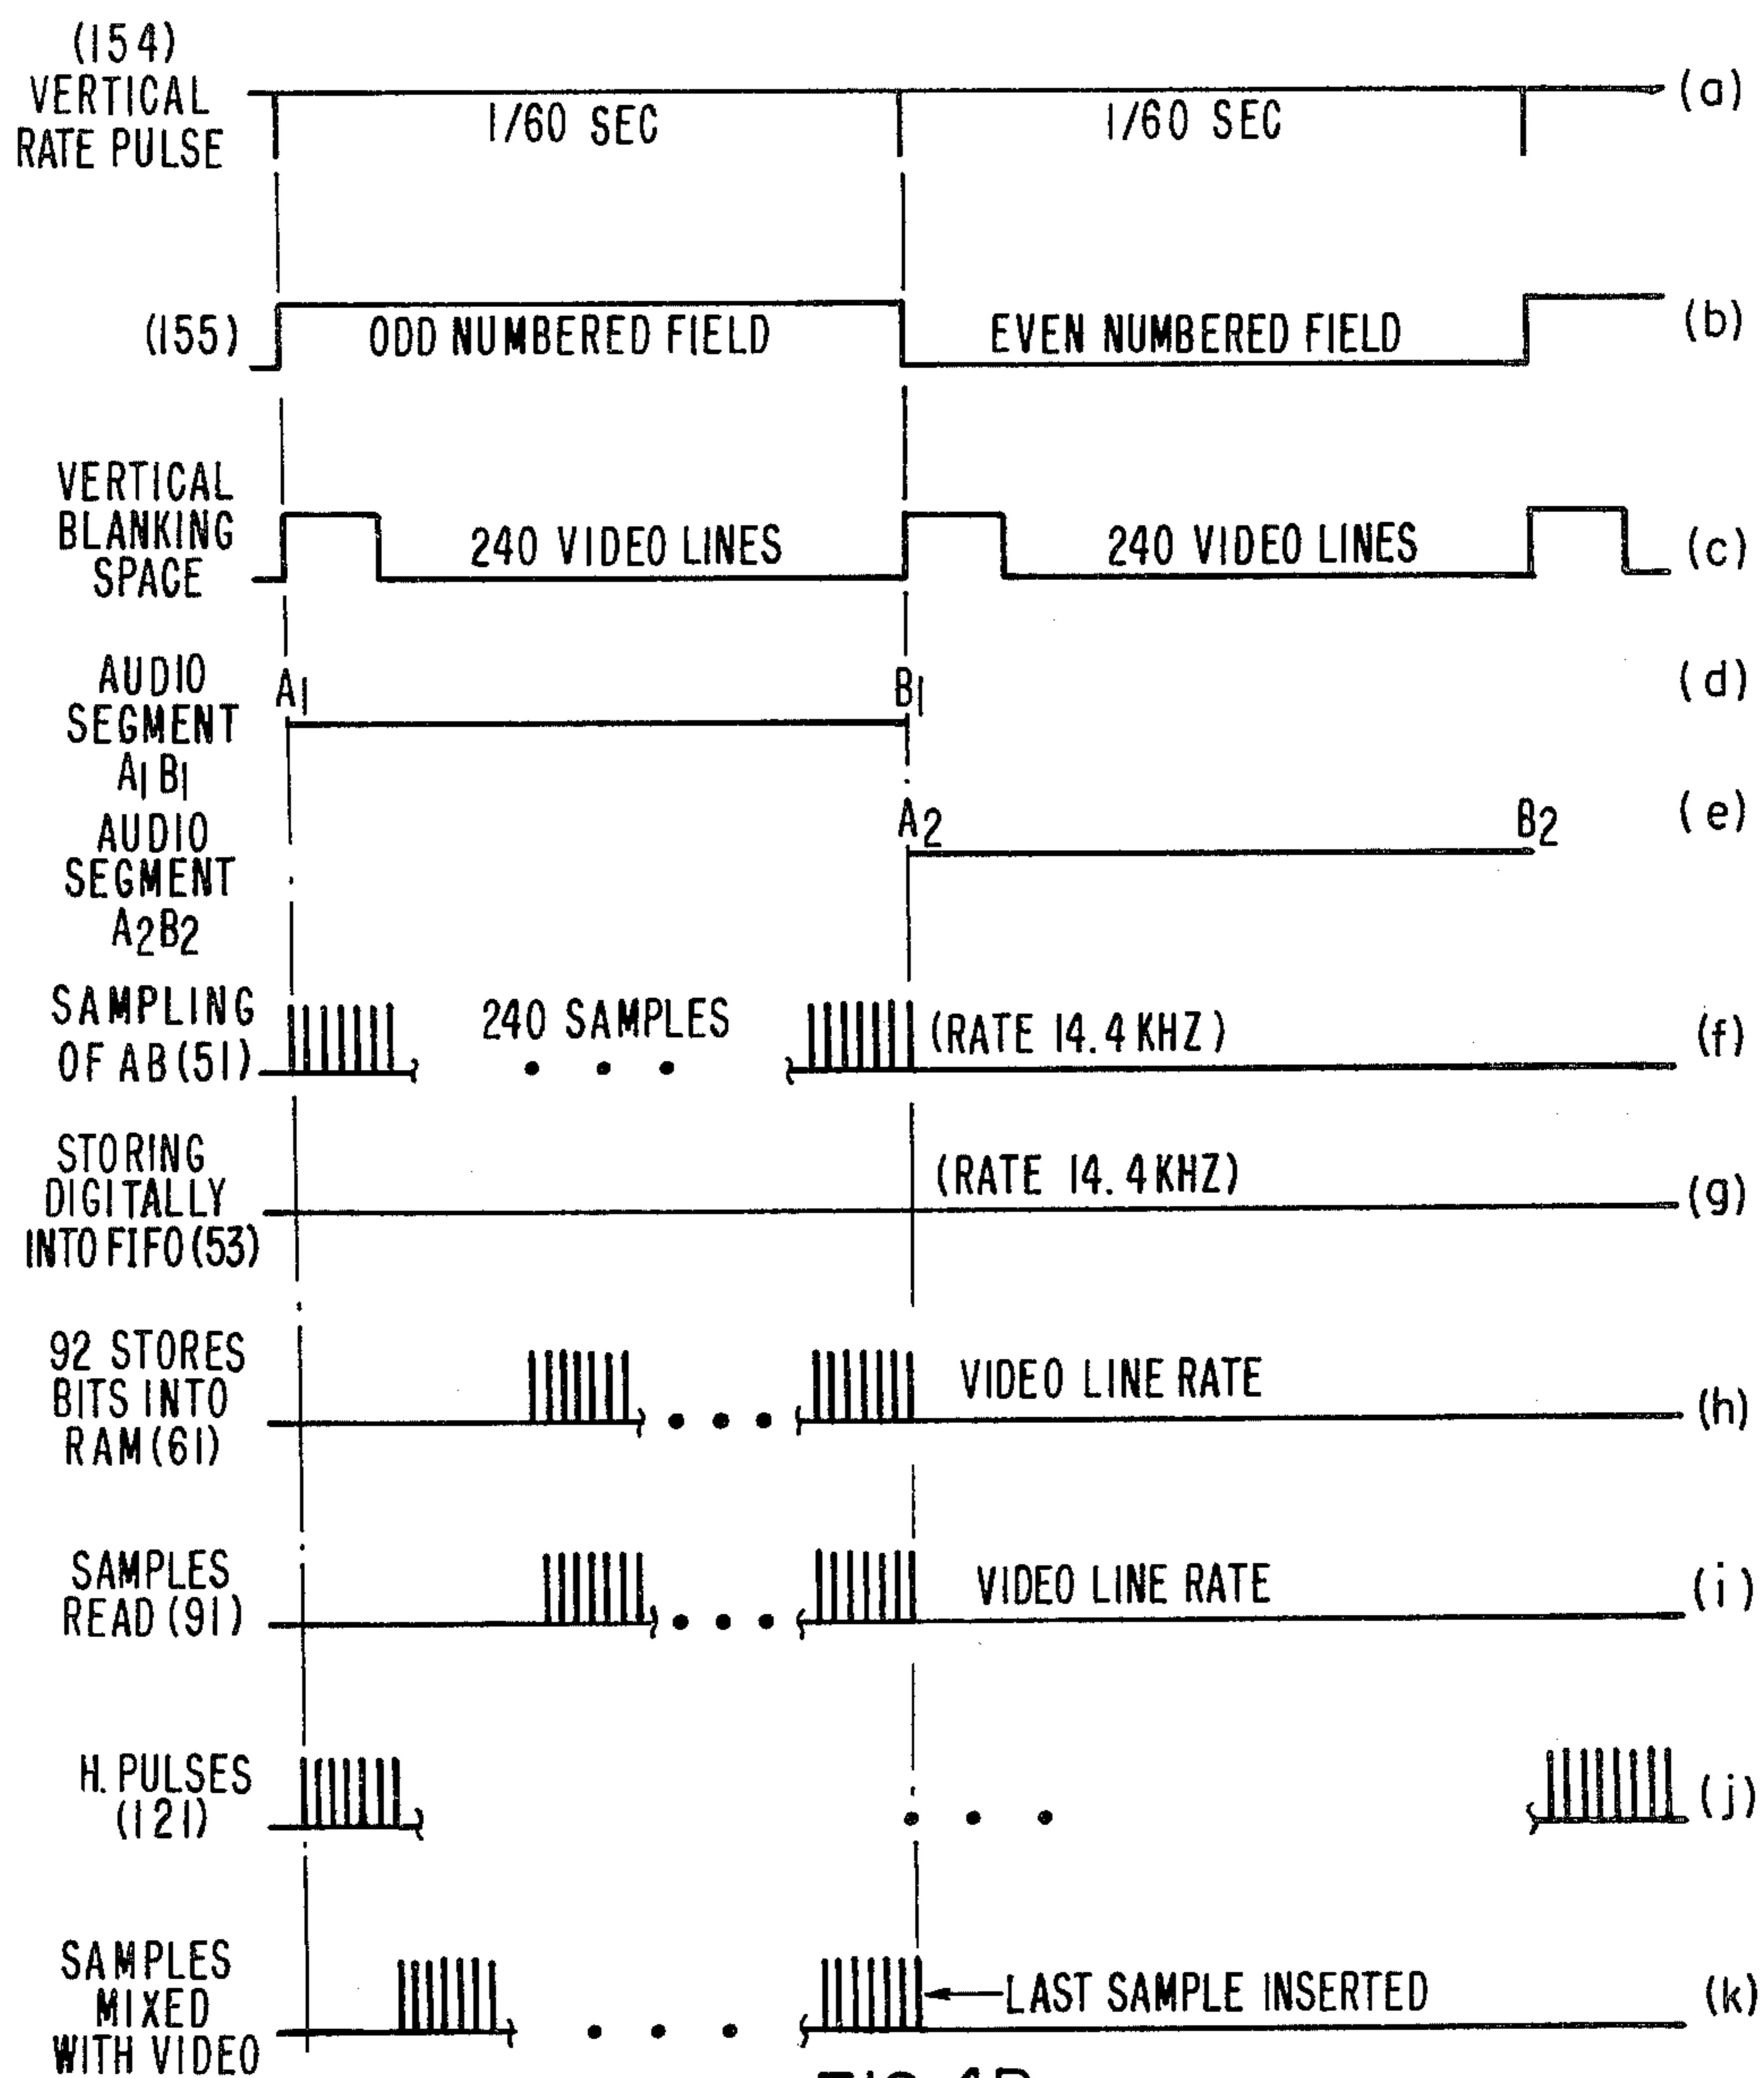 (154)
VERTICAL
RATE PULSE
1/60 SEC
1/60 SEC
(a)
(155)
ODD NUMBERED FIELD
EVEN NUMBERED FIELD
(b)
VERTICAL
BLANKING
SPACE
240 VIDEO LINES
240 VIDEO LINES
(c)
AUDIO
SEGMENT
A1 B1
A1
B1
(d)
AUDIO
SEGMENT
A2B2
A2
B2
(e)
SAMPLING
OF AB (51)
240 SAMPLES
(RATE 14.4 KHZ)
(f)
STORING
DIGITALLY
INTO FIFO (53)
(RATE 14.4 KHZ)
(g)
92 STORES
BITS INTO
RAM (61)
VIDEO LINE RATE
(h)
SAMPLES
READ (91)
VIDEO LINE RATE
(i)
H. PULSES
(121)
(j)
SAMPLES
MIXED
WITH VIDEO
LAST SAMPLE INSERTED
(k)